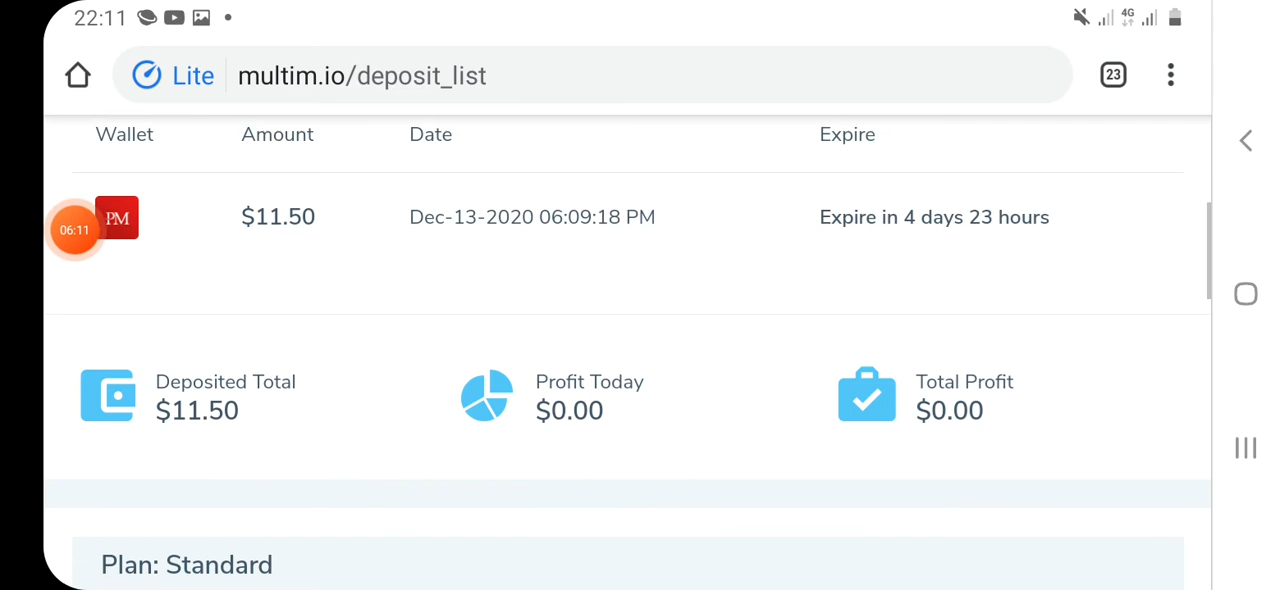 22:11 4G
Lite multim.io/deposit_list 23
Wallet Amount Date Expire
06:11 PM $11.50 Dec-13-2020 06:09:18 PM Expire in 4 days 23 hours
Deposited Total Profit Today Total Profit
$11.50 $0.00 $0.00
Plan: Standard